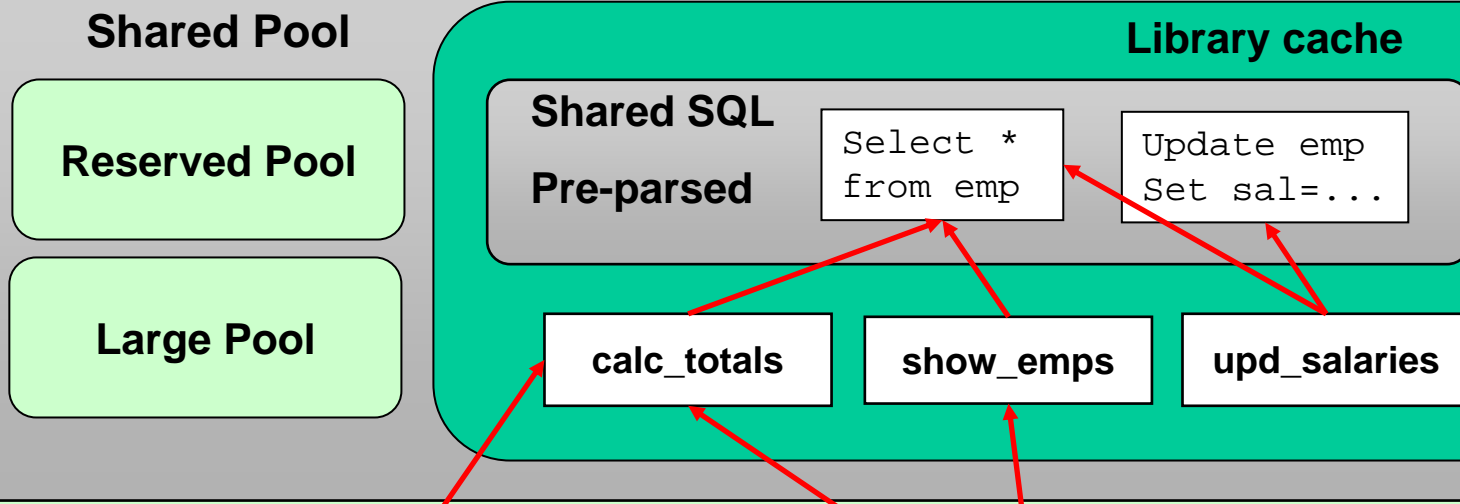 Shared Pool
Library cache
Reserved Pool
Large Pool
Shared SQL
Pre-parsed
Select *
from emp
Update emp
Set sal=...
calc_totals
show_emps
upd_salaries